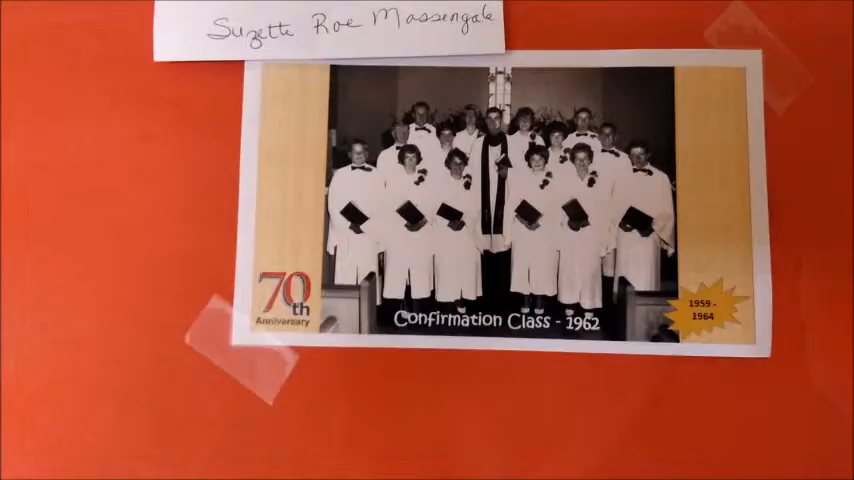 Suzette Roe Massengale
70th
Anniversary
Confirmation Class - 1962
1959 -
1964